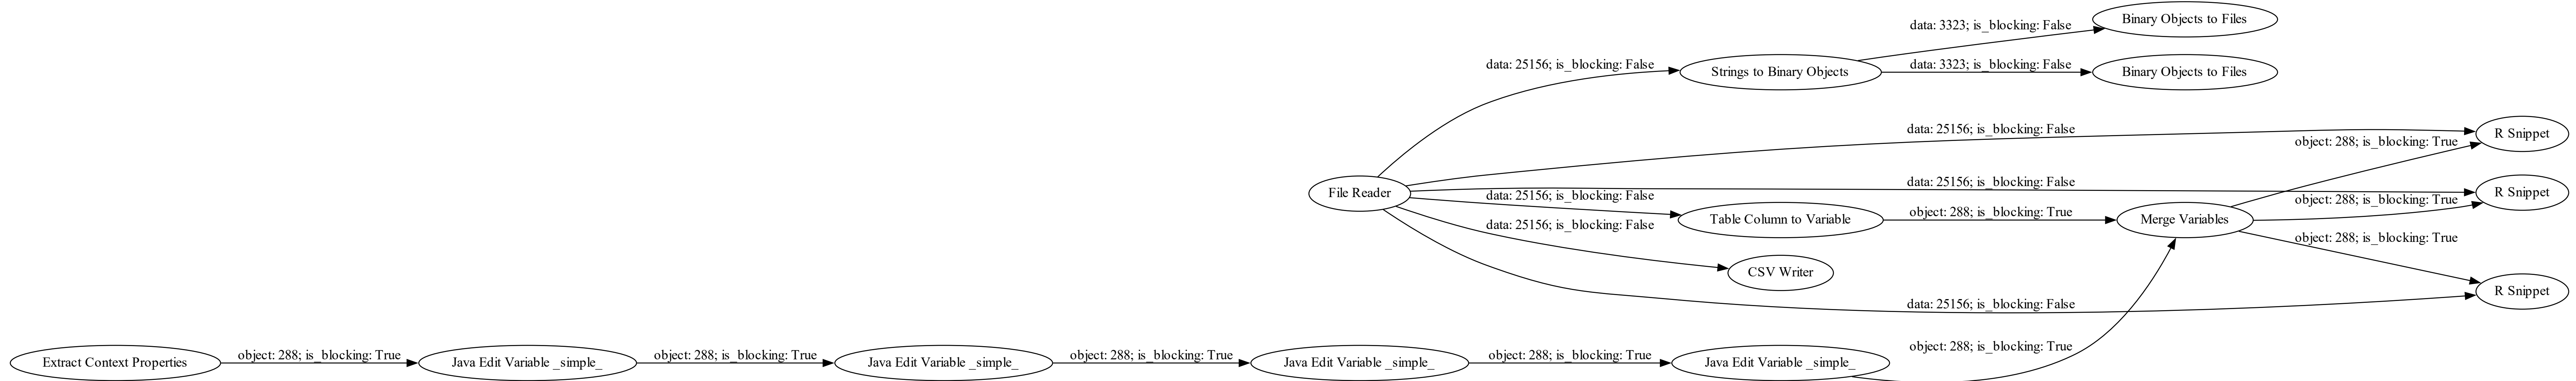 data: 3323; is_blocking: False
Binary Objects to Files
data: 25156; is_blocking: False
Strings to Binary Objects
data: 3323; is_blocking: False
Binary Objects to Files
data: 25156; is_blocking: False
R Snippet
object: 288; is_blocking: True
data: 25156; is_blocking: False
R Snippet
File Reader
data: 25156; is_blocking: False
object: 288; is_blocking: True
Table Column to Variable
object: 288; is_blocking: True
Merge Variables
data: 25156; is_blocking: False
object: 288; is_blocking: True
CSV Writer
R Snippet
data: 25156; is_blocking: False
object: 288; is_blocking: True
Extract Context Properties
object: 288; is_blocking: True
Java Edit Variable _simple_
object: 288; is_blocking: True
Java Edit Variable _simple_
object: 288; is_blocking: True
Java Edit Variable _simple_
object: 288; is_blocking: True
Java Edit Variable _simple_